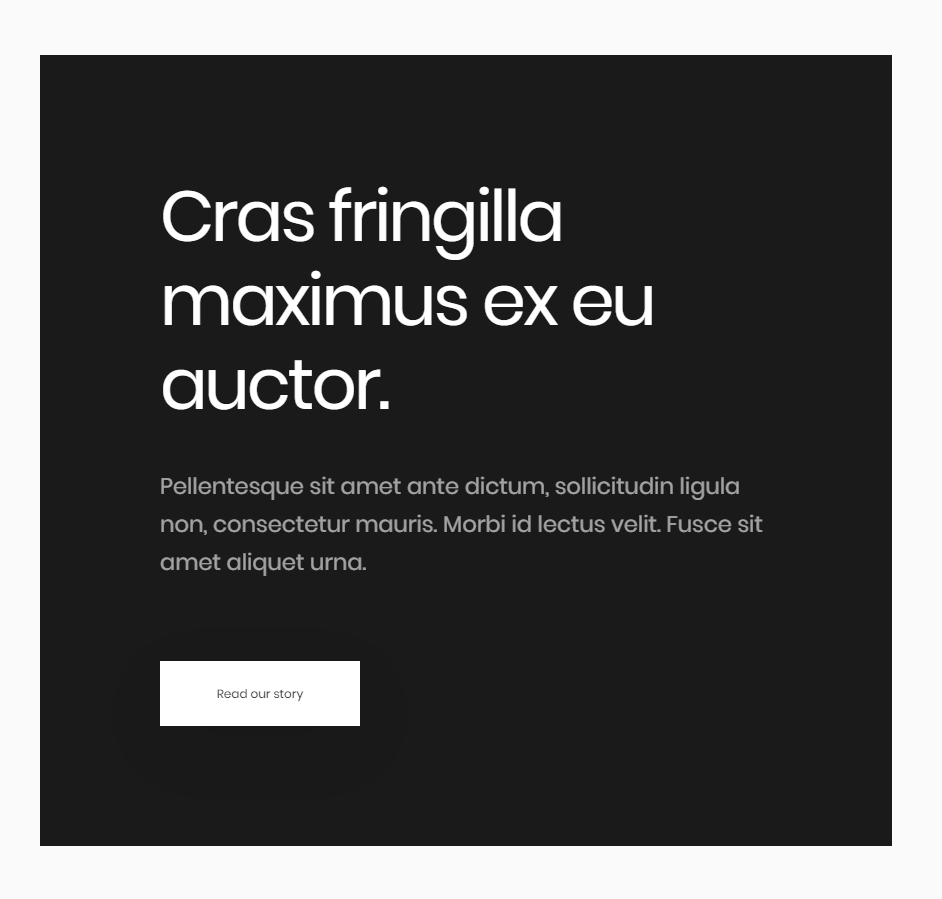 Cras fringilla
maximus ex eu
auctor.
Pellentesque sit amet ante dictum, sollicitudin ligula
non, consectetur mauris. Morbi id lectus velit. Fusce sit
amet aliquet urna.
Read our story